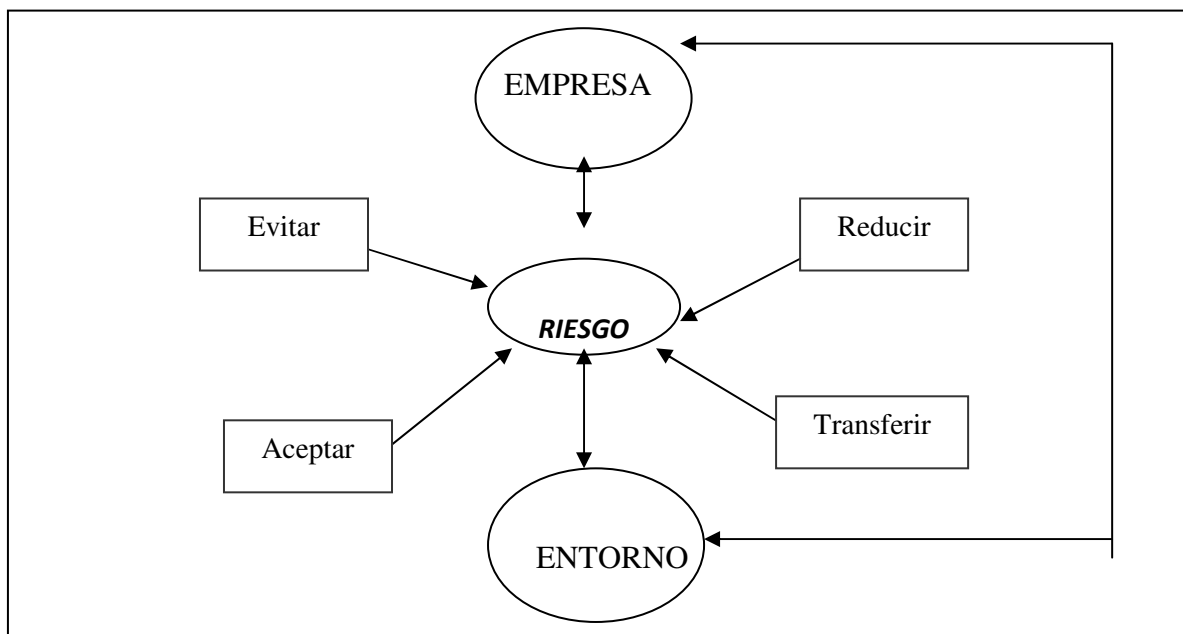 EMPRESA
Evitar
Reducir
RIESGO
Aceptar
Transferir
ENTORNO